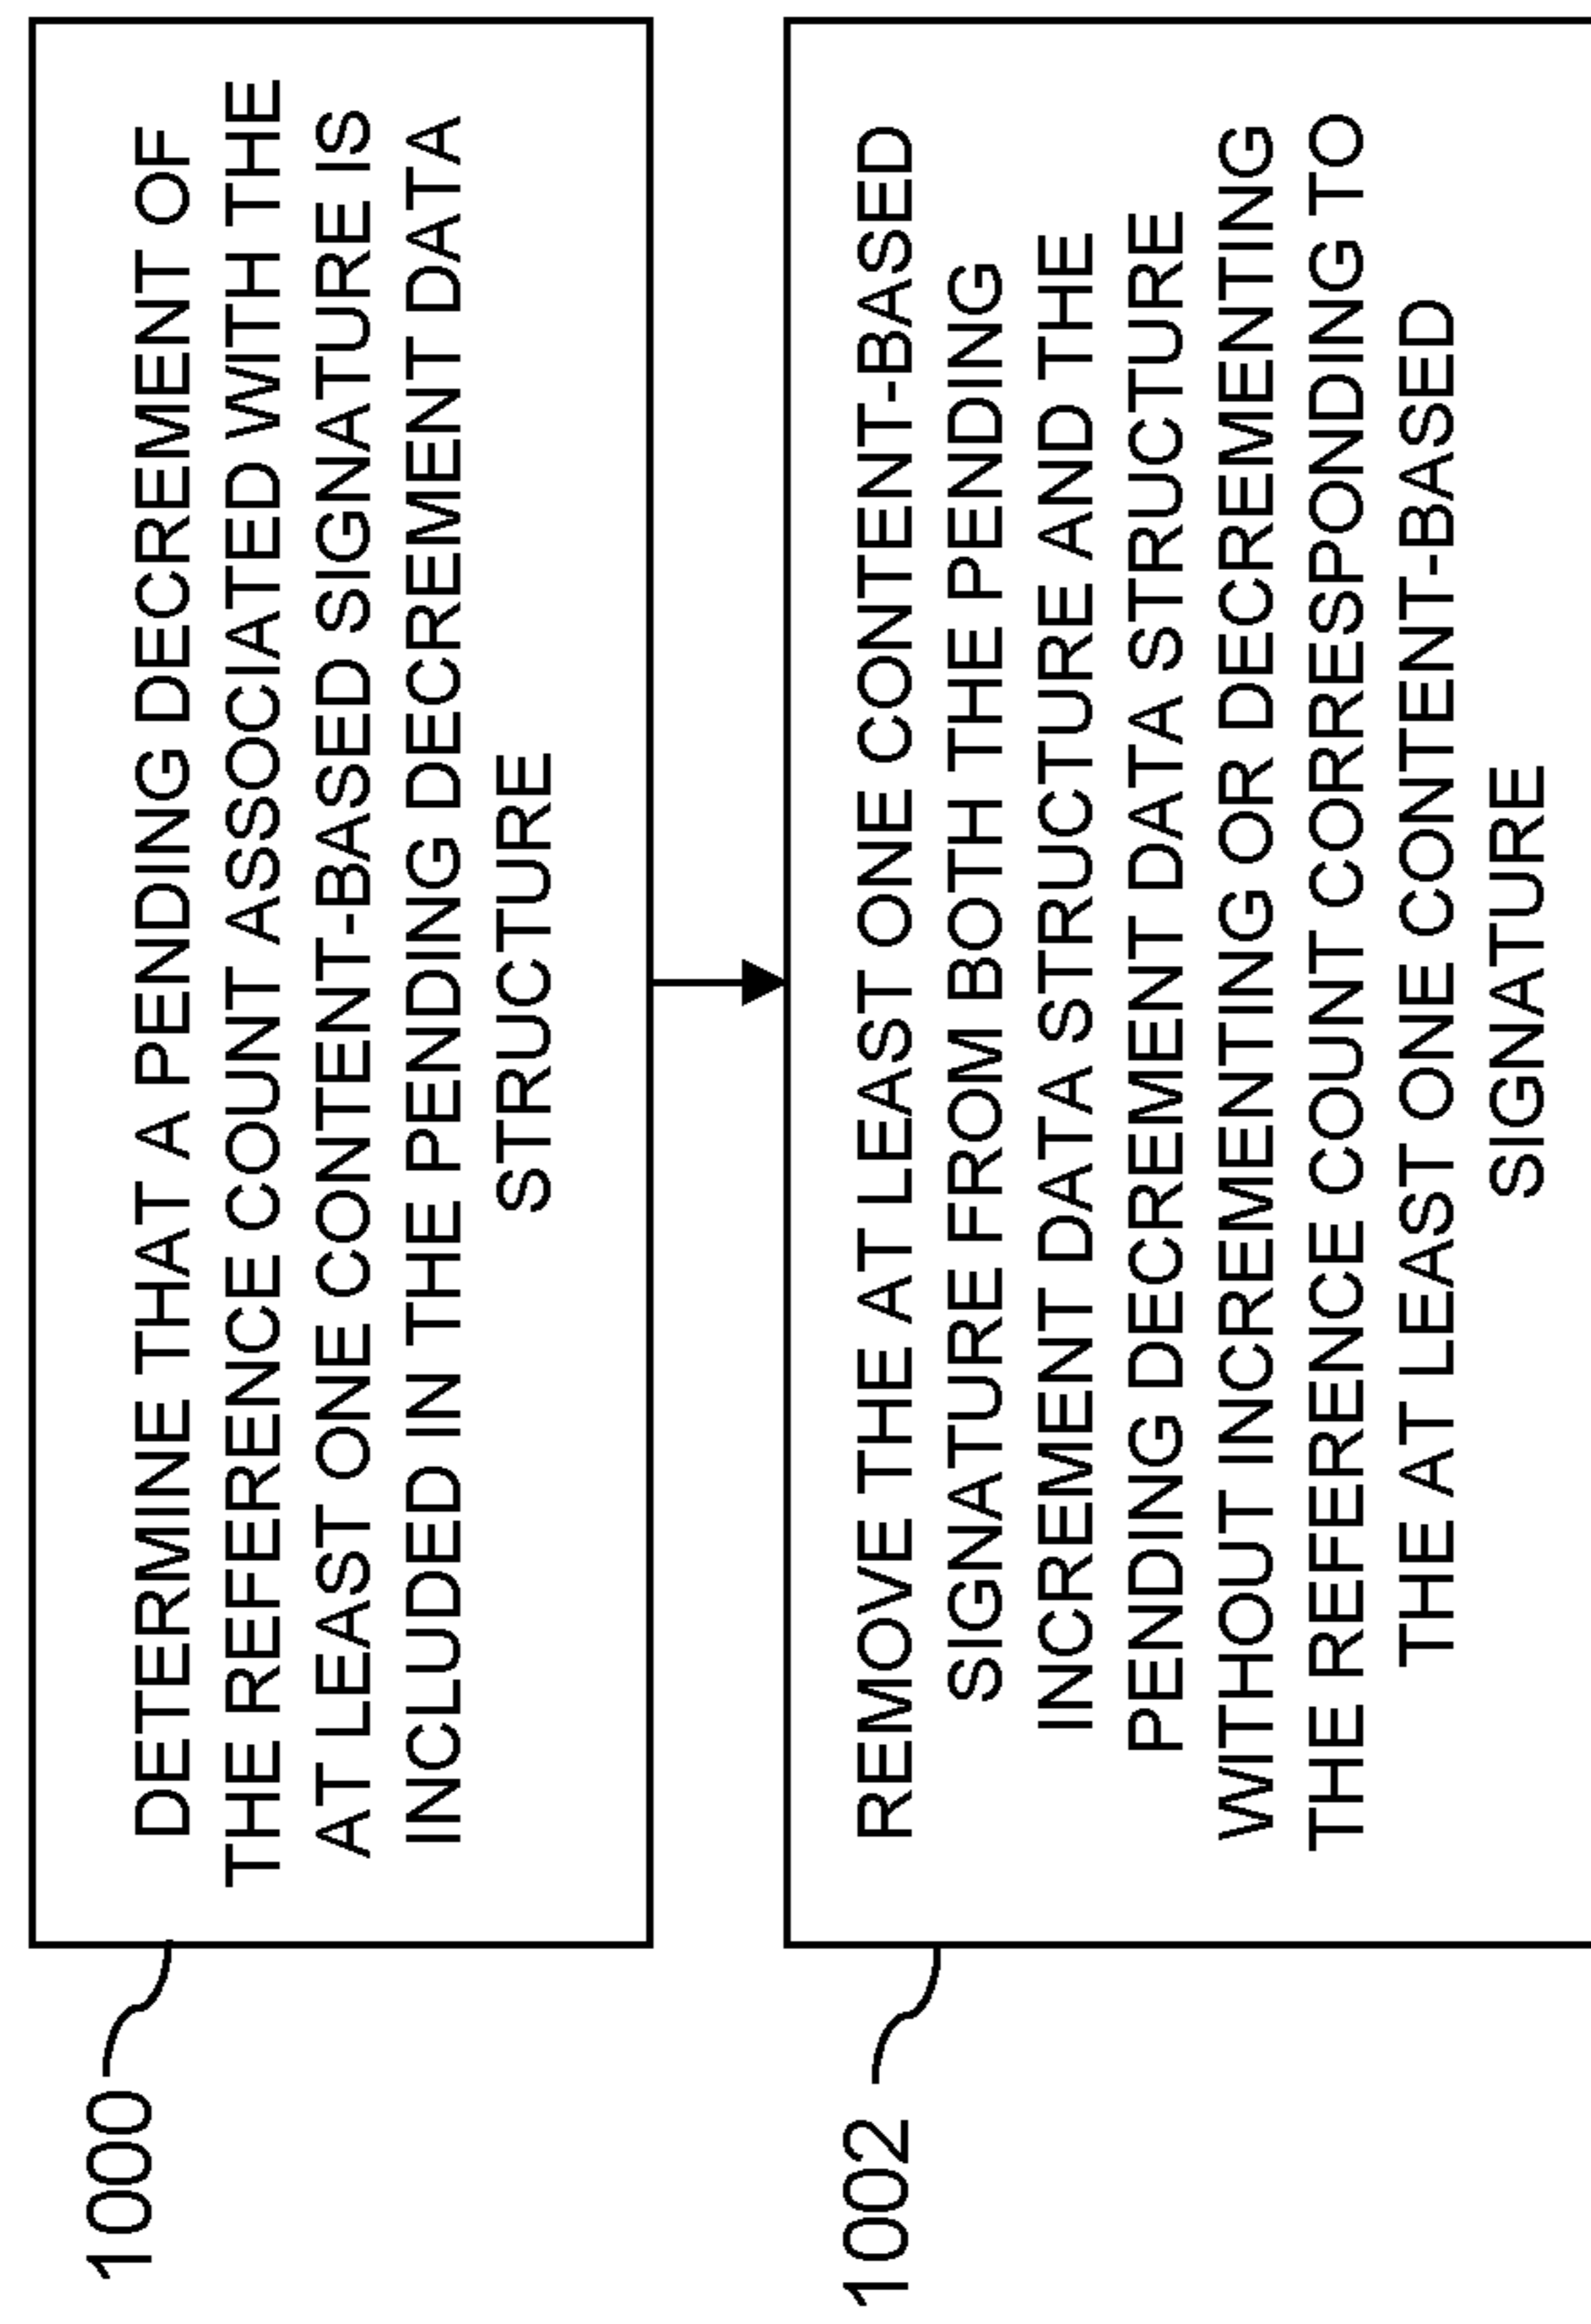 1000
DETERMINE THAT A PENDING DECREMENT OF
THE REFERENCE COUNT ASSOCIATED WITH THE
AT LEAST ONE CONTENT-BASED SIGNATURE IS
INCLUDED IN THE PENDING DECREMENT DATA
STRUCTURE
1002
REMOVE THE AT LEAST ONE CONTENT-BASED
SIGNATURE FROM BOTH THE PENDING
INCREMENT DATA STRUCTURE AND THE
PENDING DECREMENT DATA STRUCTURE
WITHOUT INCREMENTING OR DECREMENTING
THE REFERENCE COUNT CORRESPONDING TO
THE AT LEAST ONE CONTENT-BASED
SIGNATURE